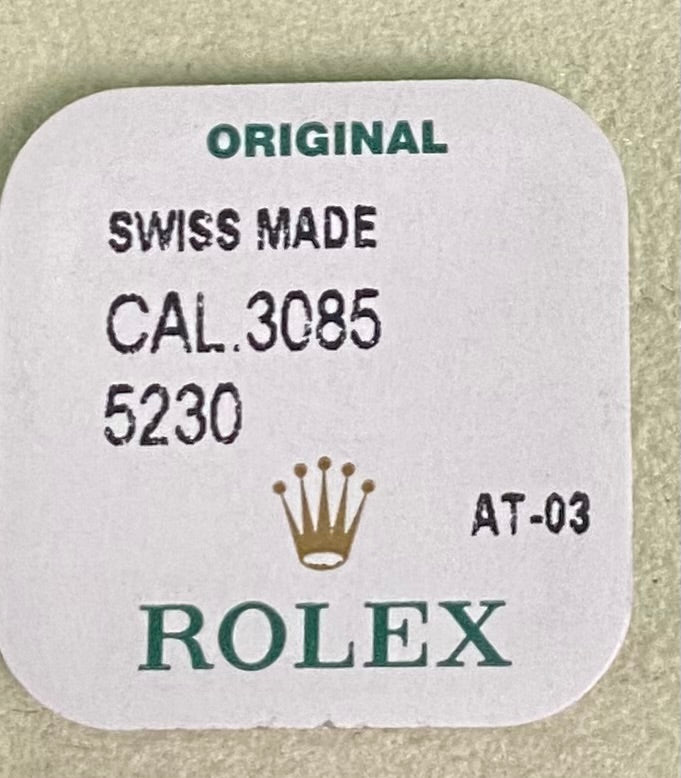 ORIGINAL
SWISS MADE
CAL.3085
5230
AT-03
ROLEX